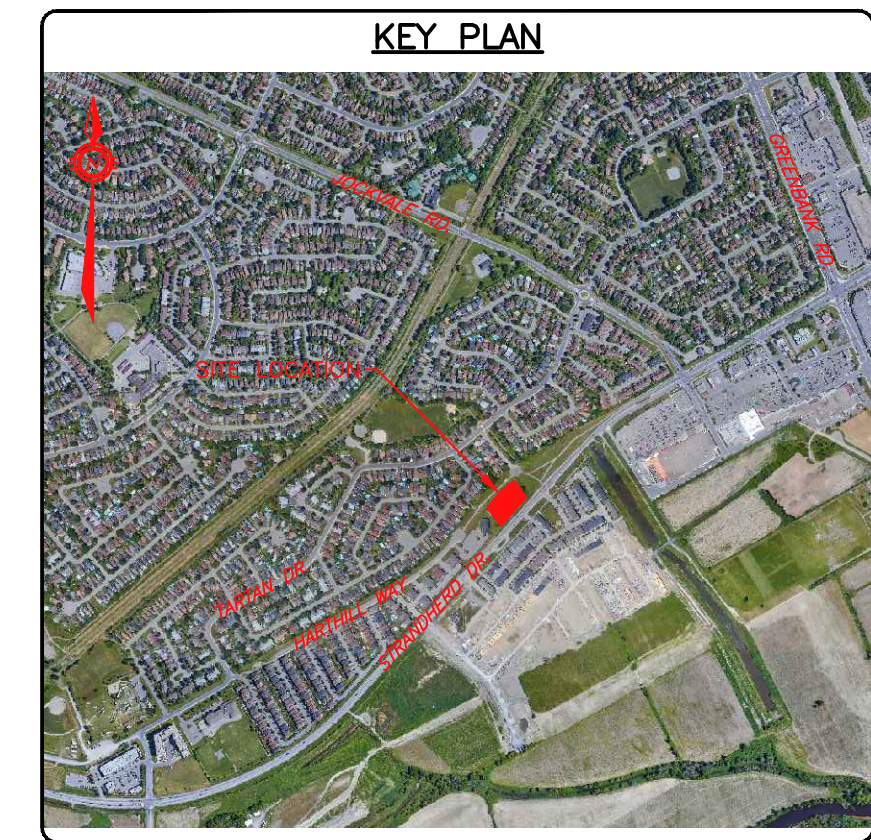 KEY PLAN
N
JOCKVALE RD.
GREENBANK RD.
SITE LOCATION
TARTAN DR.
HARTHILL WAY
STRANDHERD DR.